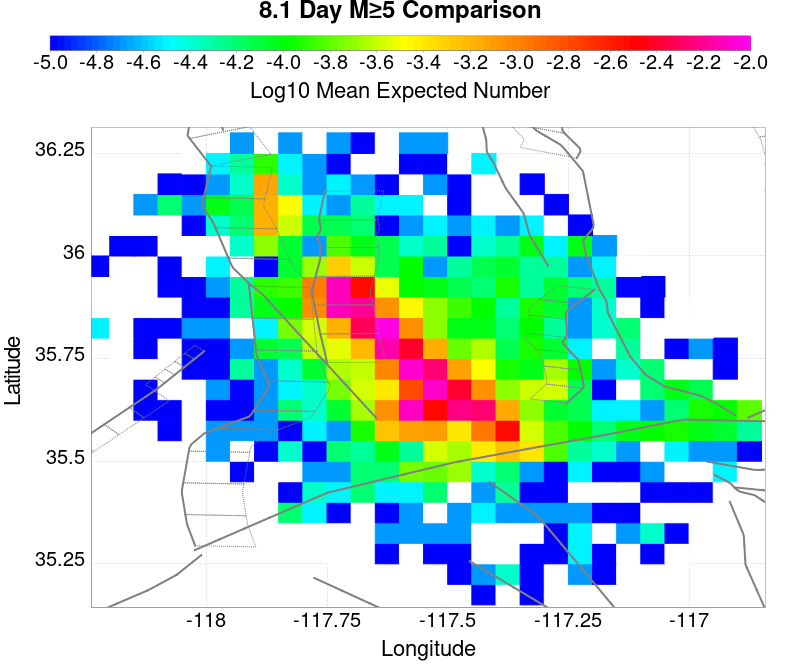 8.1 Day M≥5 Comparison
-5.0 -4.8 -4.6 -4.4 -4.2 -4.0 -3.8 -3.6 -3.4 -3.2 -3.0 -2.8 -2.6 -2.4 -2.2 -2.0
Log10 Mean Expected Number
36.25
36
35.75
35.5
35.25
Latitude
-118 -117.75 -117.5 -117.25 -117
Longitude